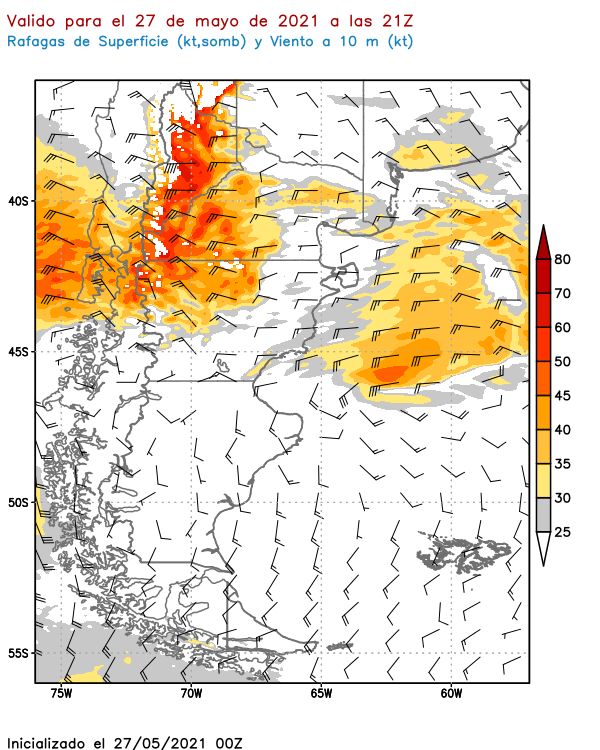 Valido para el 27 de mayo de 2021 a las 21Z
Rafagas de Superficie (kt,somb) y Viento a 10 m (kt)
40S
45S
50S
55S
75W 70W 65W 60W
80
70
60
50
45
40
35
30
25
Inicializado el 27/05/2021 00Z